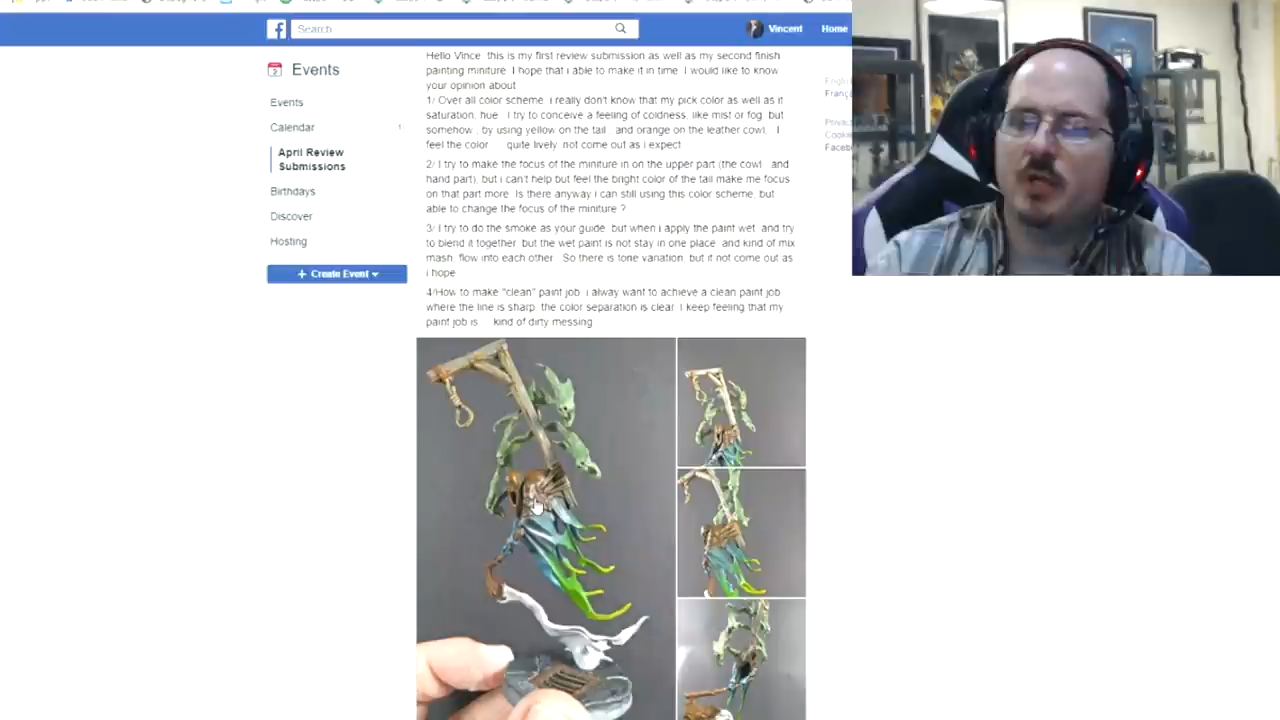 Search
Vincent
Home
Events
Events
Calendar 1
April Review
Submissions
Birthdays
Discover
Hosting
+ Create Event
Hello Vince this is my first review submission as well as my second finish
painting miniture I hope that i able to make it in time I would like to know
your opinion about
1/ Over all color scheme i really don't know that my pick color as well as it
saturation, hue I try to conceive a feeling of coldness, like mist or fog but
somehow , by using yellow on the tail and orange on the leather cowl, I
feel the color quite lively not come out as i expect
2/ I try to make the focus of the miniture in on the upper part (the cowl and
hand part), but i can't help but feel the bright color of the tail make me focus
on that part more Is there anyway i can still using this color scheme, but
able to change the focus of the miniture ?
3/ I try to do the smoke as your guide but when i apply the paint wet and try
to blend it together but the wet paint is not stay in one place and kind of mix
mash flow into each other So there is tone variation but it not come out as
i hope
4/How to make "clean" paint job i alway want to achieve a clean paint job
where the line is sharp, the color separation is clear I keep feeling that my
paint job is kind of dirty messing
Franç
Privac
Cookie
Faceb